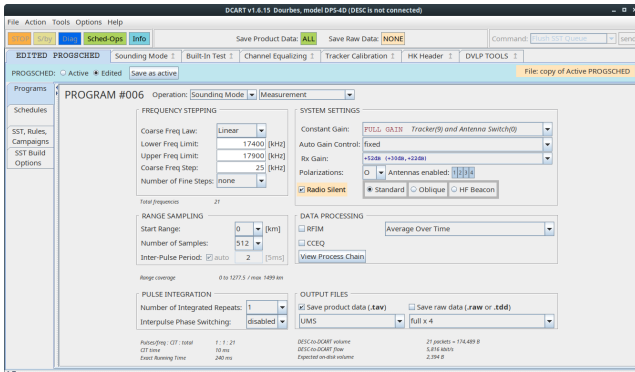 DCART v1.6.15 Dourbes, model DPS-4D (DESC is not connected)
File Action Tools Options Help
STOP S/by Diag Sched-Ops Info Save Product Data: ALL Save Raw Data: NONE Command: Flush SST Queue send
EDITED PROGSCHED Sounding Mode Built-In Test Channel Equalizing Tracker Calibration HK Header DVLP TOOLS
PROGSCHED: Active Edited Save as active File: copy of Active PROGSCHED
Programs
Schedules
SST, Rules, Campaigns
SST Build Options
PROGRAM #006 Operation: Sounding Mode Measurement
FREQUENCY STEPPING
Coarse Freq Law: Linear
Lower Freq Limit: 17400 [kHz]
Upper Freq Limit: 17900 [kHz]
Coarse Freq Step: 25 [kHz]
Number of Fine Steps: none
Total frequencies 21
SYSTEM SETTINGS
Constant Gain: FULL GAIN Tracker(9) and Antenna Switch(0)
Auto Gain Control: fixed
Rx Gain: +52dB (+30dB,+22dB)
Polarizations: O Antennas enabled: 1 2 3 4
Radio Silent Standard Oblique HF Beacon
RANGE SAMPLING
Start Range: 0 [km]
Number of Samples: 512
Inter-Pulse Period: auto 2 [5ms]
Range coverage 0 to 1277.5 / max 1499 km
DATA PROCESSING
RFIM Average Over Time
CCEQ
View Process Chain
PULSE INTEGRATION
Number of Integrated Repeats: 1
Interpulse Phase Switching: disabled
Pulses/freq : CIT : total 1 : 1 : 21
CIT time 10 ms
Exact Running Time 240 ms
OUTPUT FILES
Save product data (.tav) Save raw data (.raw or .tdd)
UMS full x 4
DESC-to-DCART volume 21 packets = 174,489 B
DESC-to-DCART flow 5,816 kbit/s
Expected on-disk volume 2,394 B